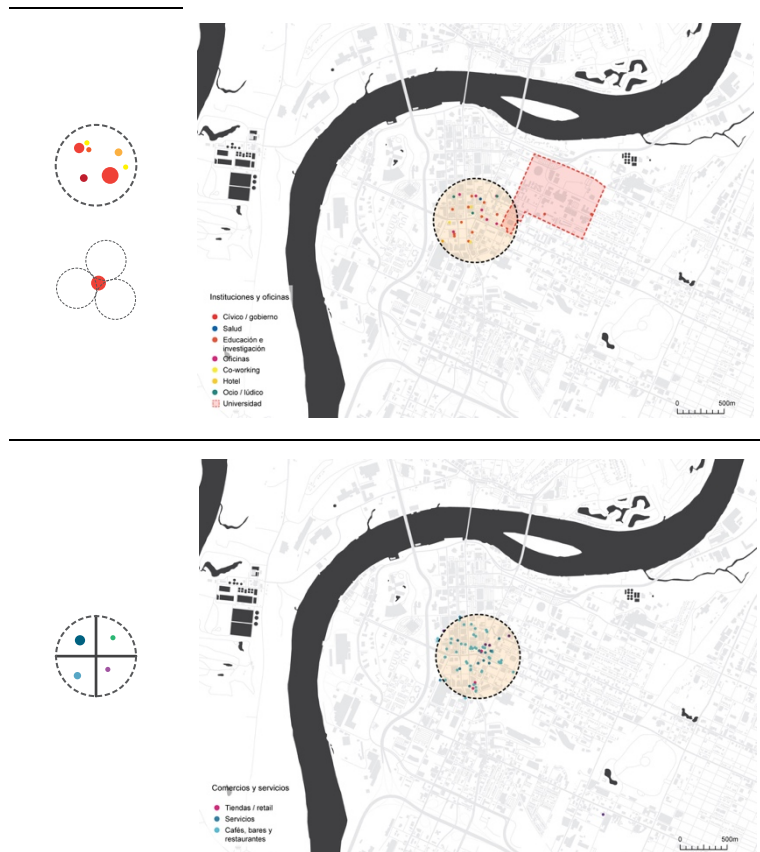 Instituciones y oficinas
Cívico / gobierno
Salud
Educación e
investigación
Oficinas
Co-working
Hotel
Ocio / lúdico
Universidad
0
500m
Comercios y servicios
Tiendas / retail
Servicios
Cafés, bares y
restaurantes
0
500m